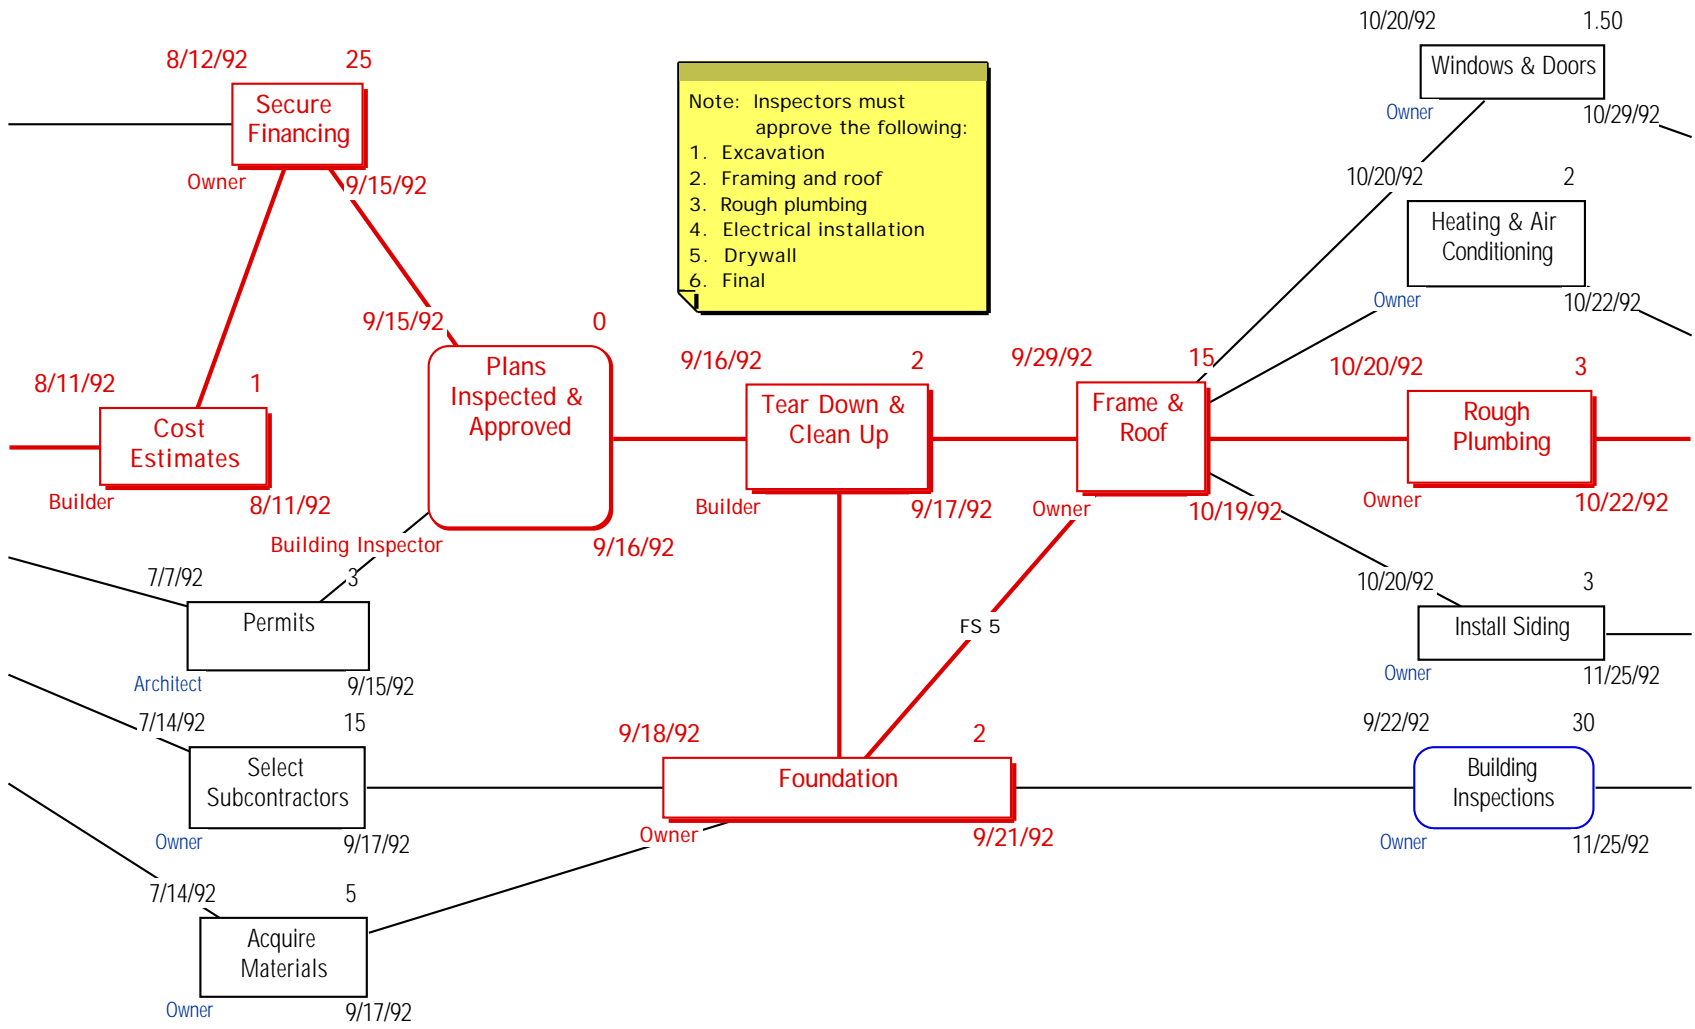 10/20/92 1.50
Windows & Doors
Owner
10/29/92
8/12/92 25
Secure
Financing
Owner
9/15/92
Note: Inspectors must
approve the following:
1. Excavation
2. Framing and roof
3. Rough plumbing
4. Electrical installation
5. Drywall
6. Final
10/20/92 2
Heating & Air
Conditioning
Owner
10/22/92
8/11/92 1
Cost
Estimates
Builder
8/11/92
9/15/92 0
Plans
Inspected &
Approved
Building Inspector
9/16/92
9/16/92 2
Tear Down &
Clean Up
Builder
9/17/92
9/29/92 15
Frame &
Roof
Owner
10/19/92
10/20/92 3
Rough
Plumbing
Owner
10/22/92
7/7/92 3
Permits
Architect
9/15/92
FS 5
10/20/92 3
Install Siding
Owner
11/25/92
7/14/92 15
Select
Subcontractors
Owner
9/17/92
9/18/92 2
Foundation
Owner
9/21/92
9/22/92 30
Building
Inspections
Owner
11/25/92
7/14/92 5
Acquire
Materials
Owner
9/17/92